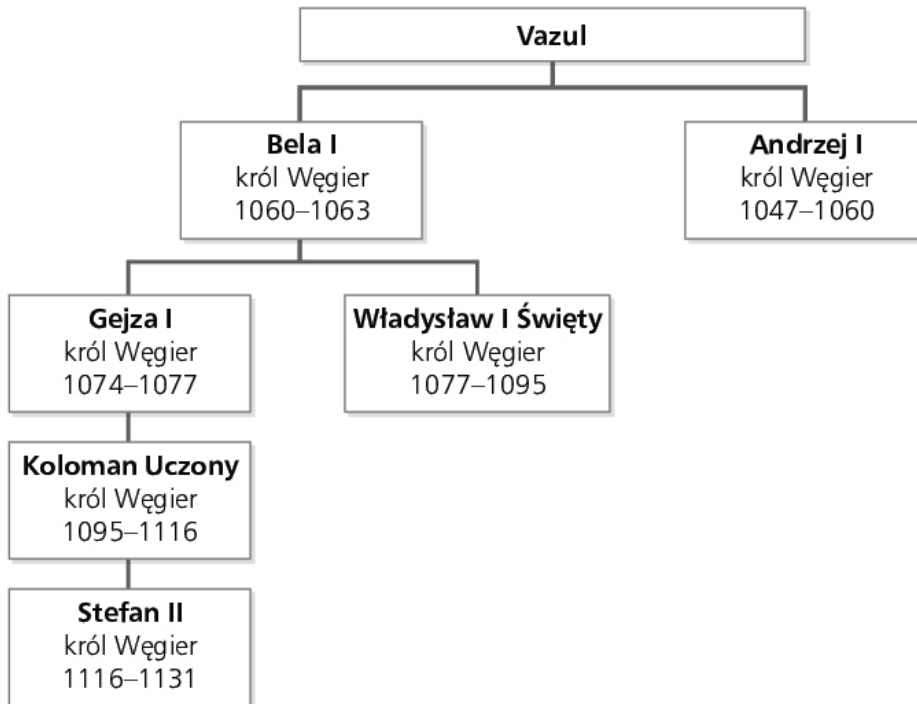 Vazul
Bela I
król Węgier
1060–1063
Andrzej I
król Węgier
1047–1060
Gejza I
król Węgier
1074–1077
Władysław I Święty
król Węgier
1077–1095
Koloman Uczony
król Węgier
1095–1116
Stefan II
król Węgier
1116–1131